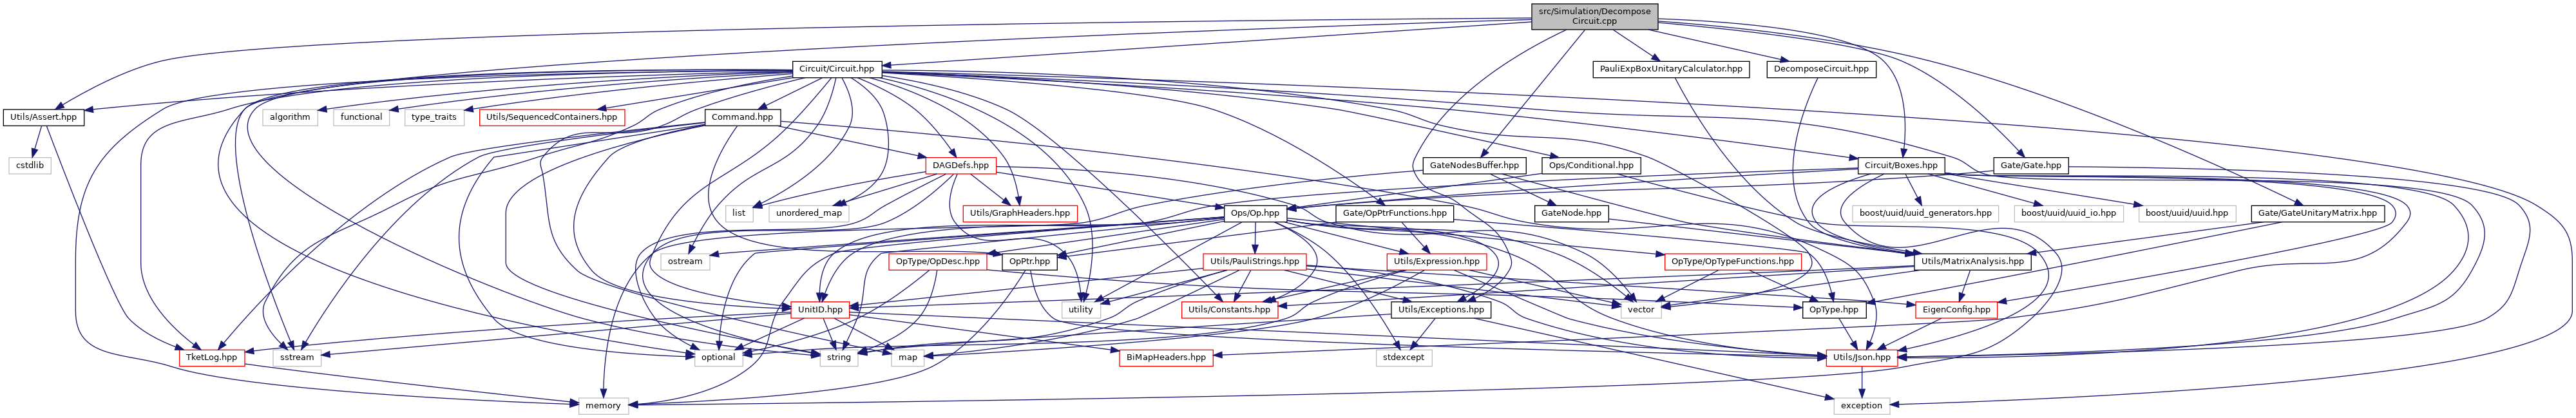 src/Simulation/Decompose
Circuit.cpp
Circuit/Circuit.hpp
PauliExpBoxUnitaryCalculator.hpp
DecomposeCircuit.hpp
Utils/Assert.hpp
algorithm
functional
type_traits
Utils/SequencedContainers.hpp
Command.hpp
cstdlib
DAGDefs.hpp
GateNodesBuffer.hpp
Ops/Conditional.hpp
Circuit/Boxes.hpp
Gate/Gate.hpp
list
unordered_map
Utils/GraphHeaders.hpp
Ops/Op.hpp
Gate/OpPtrFunctions.hpp
GateNode.hpp
boost/uuid/uuid_generators.hpp
boost/uuid/uuid_io.hpp
boost/uuid/uuid.hpp
Gate/GateUnitaryMatrix.hpp
ostream
OpType/OpDesc.hpp
OpPtr.hpp
Utils/PauliStrings.hpp
Utils/Expression.hpp
OpType/OpTypeFunctions.hpp
Utils/MatrixAnalysis.hpp
UnitID.hpp
utility
Utils/Constants.hpp
Utils/Exceptions.hpp
vector
OpType.hpp
EigenConfig.hpp
TketLog.hpp
sstream
optional
string
map
BiMapHeaders.hpp
stdexcept
Utils/Json.hpp
memory
exception